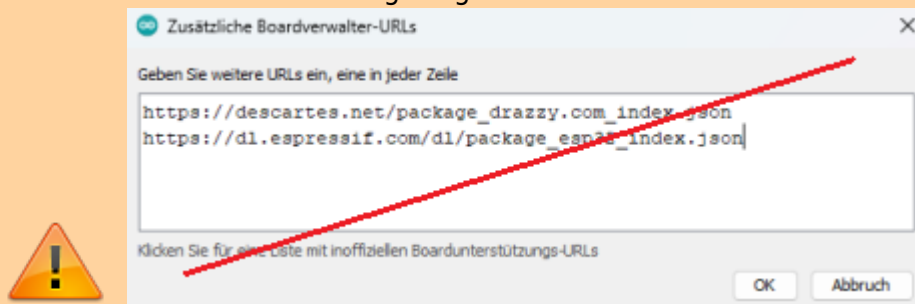 Zusätzliche Boardverwalter-URLs
Geben Sie weitere URLs ein, eine in jeder Zeile
https://descartes.net/package_drazzy.com_index.json
https://dl.espressif.com/dl/package_esp32_index.json
Klicken Sie für eine Liste mit inoffiziellen Boardunterstützungs-URLs
OK Abbruch